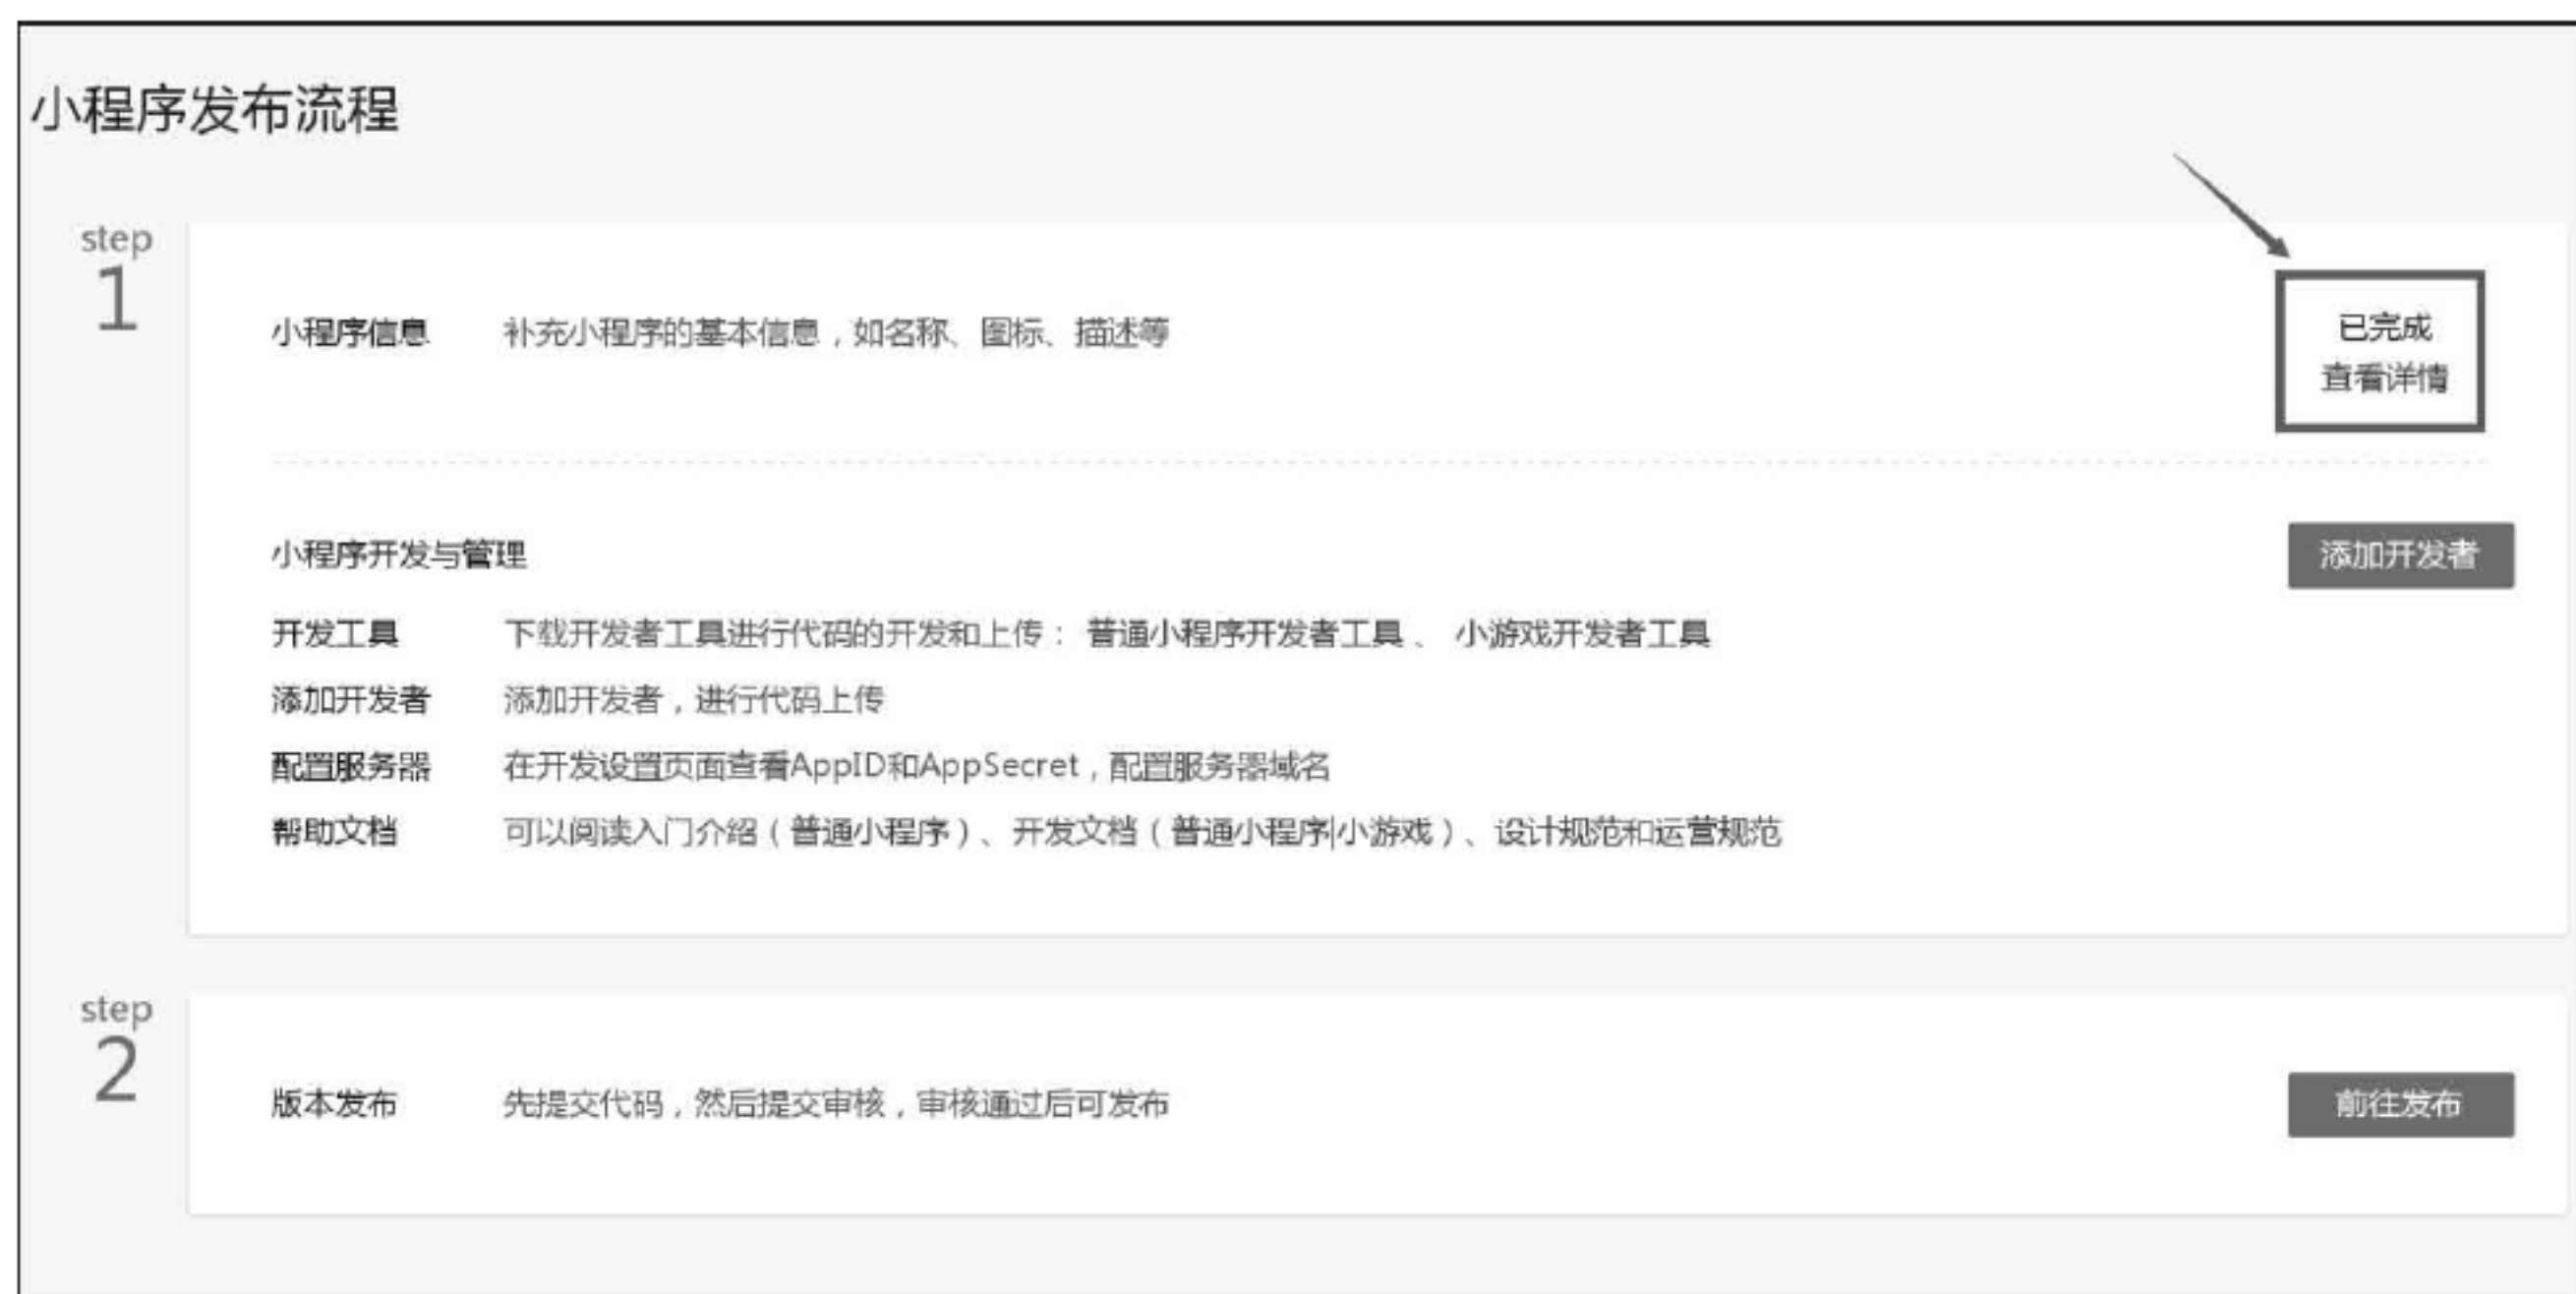 小程序发布流程
step
1
小程序信息 补充小程序的基本信息，如名称、图标、描述等
已完成
查看详情
小程序开发与管理 添加开发者
开发工具 下载开发者工具进行代码的开发和上传： 普通小程序开发者工具 、 小游戏开发者工具
添加开发者 添加开发者，进行代码上传
配置服务器 在开发设置页面查看AppID和AppSecret，配置服务器域名
帮助文档 可以阅读入门介绍（普通小程序）、开发文档（普通小程序|小游戏）、设计规范和运营规范
step
2
版本发布 先提交代码，然后提交审核，审核通过后可发布 前往发布